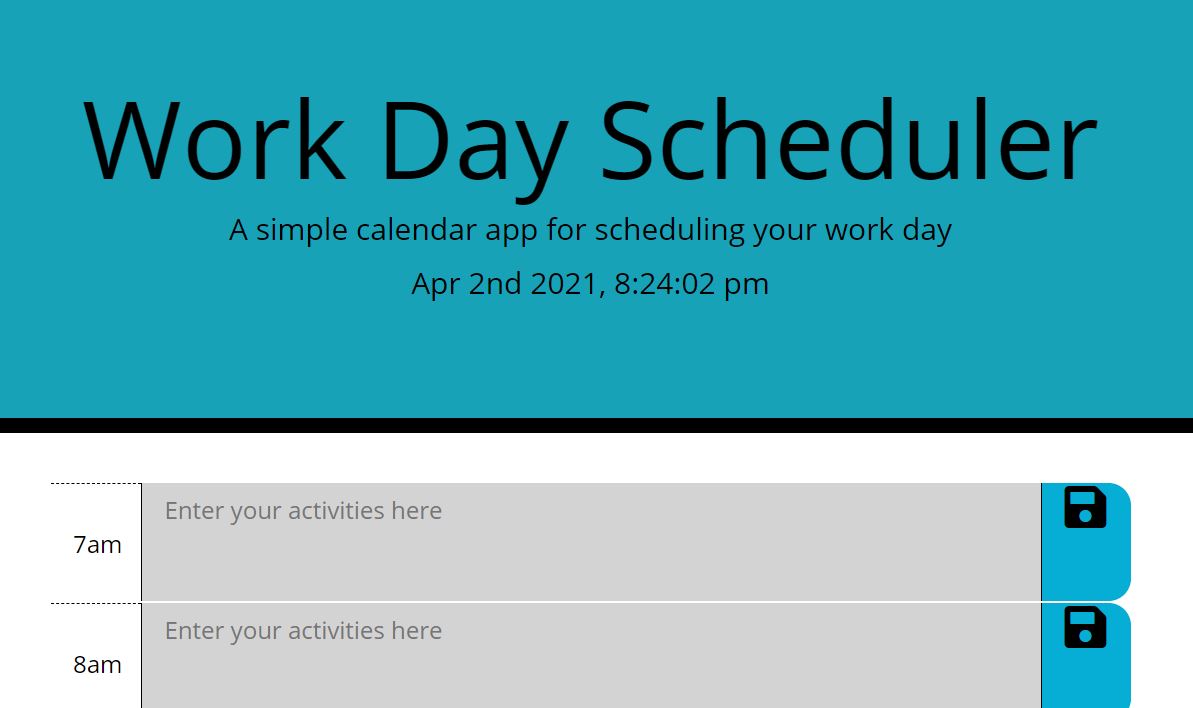 Work Day Scheduler
A simple calendar app for scheduling your work day
Apr 2nd 2021, 8:24:02 pm
Enter your activities here
7am
Enter your activities here
8am